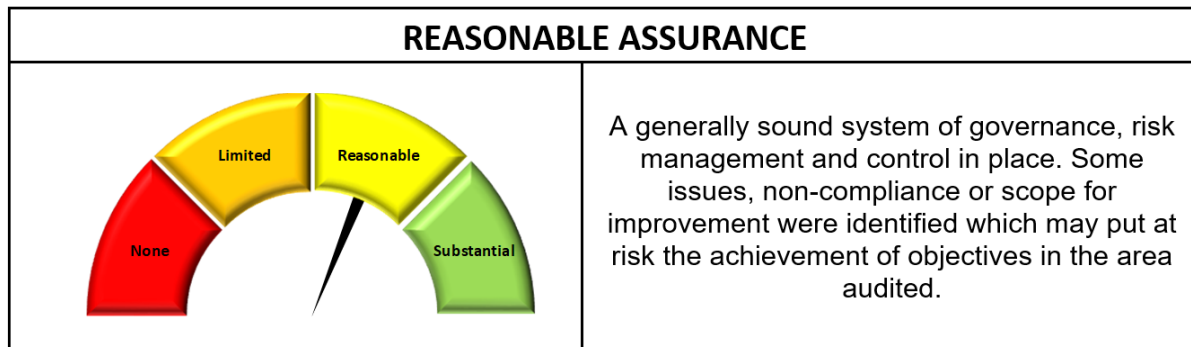 REASONABLE ASSURANCE
Limited
Reasonable
None
Substantial
A generally sound system of governance, risk
management and control in place. Some
issues, non-compliance or scope for
improvement were identified which may put at
risk the achievement of objectives in the area
audited.